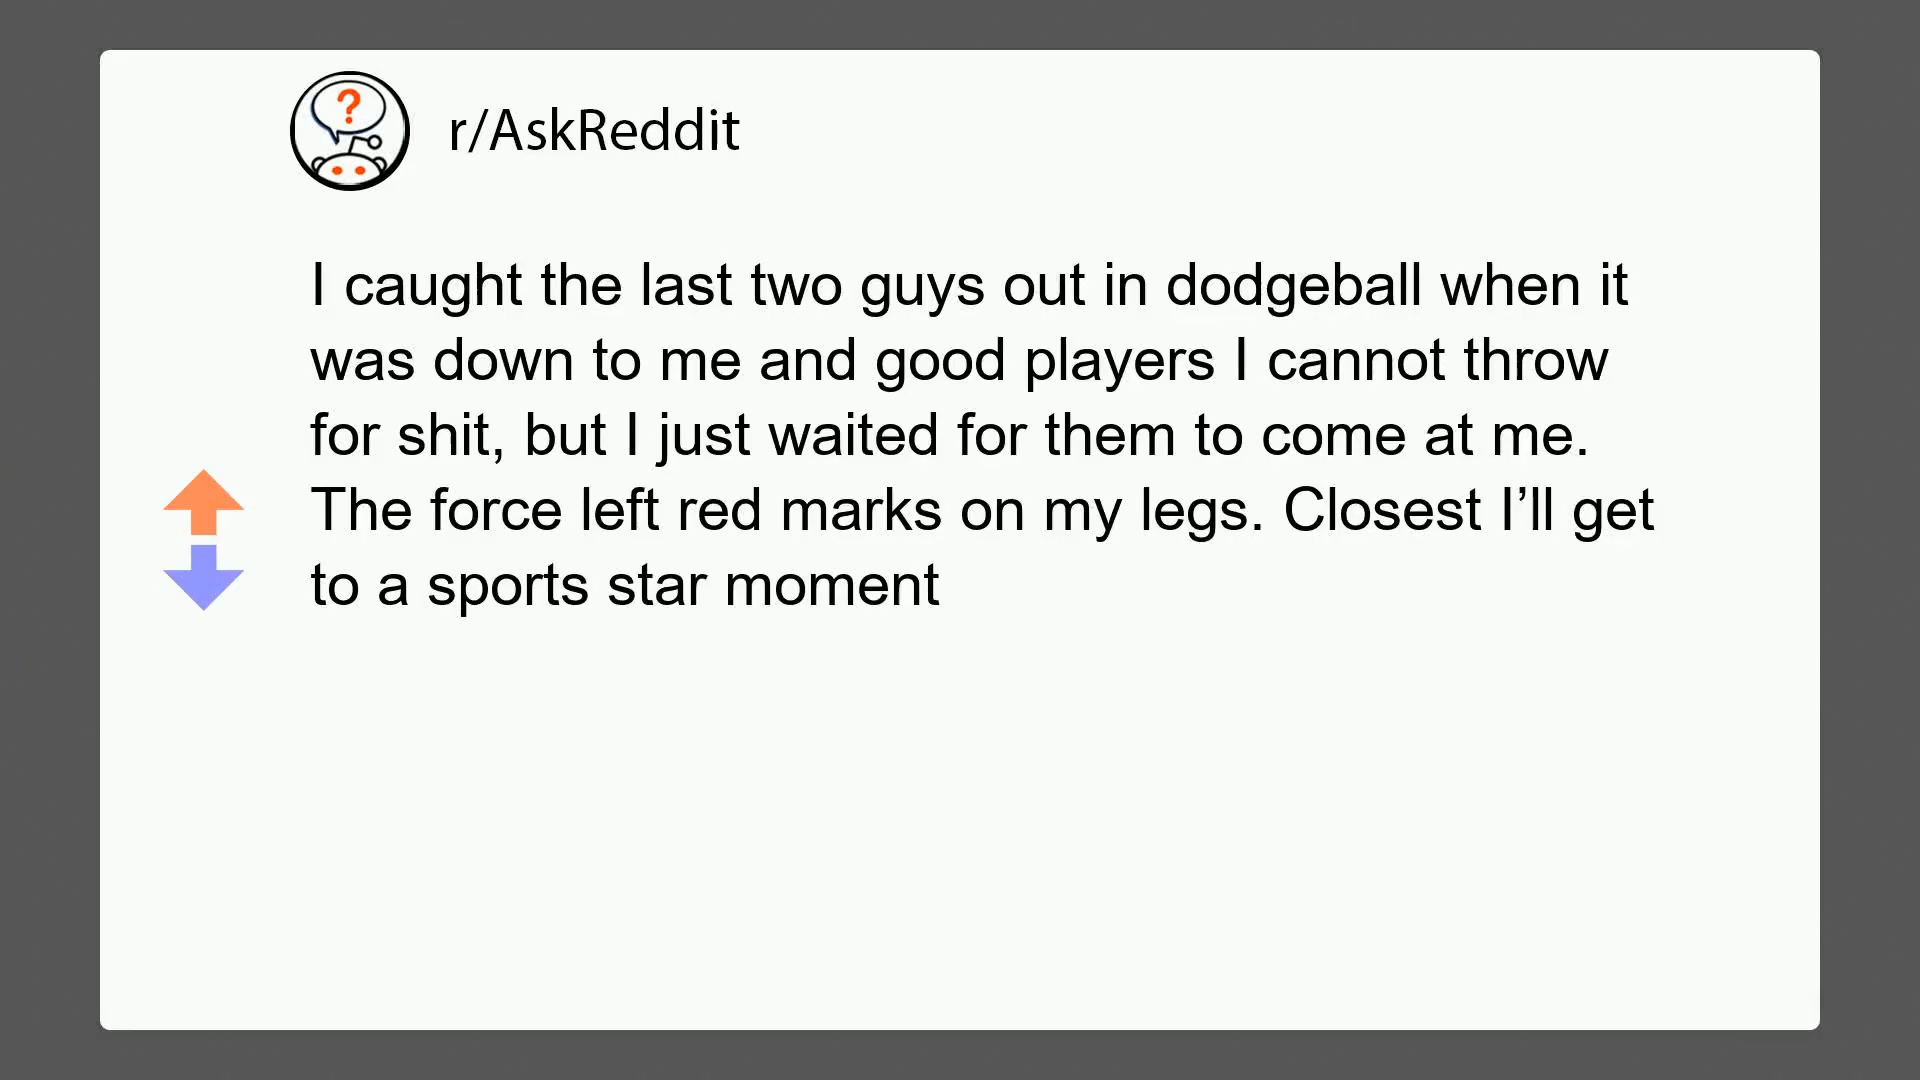 r/AskReddit
I caught the last two guys out in dodgeball when it
was down to me and good players I cannot throw
for shit, but I just waited for them to come at me.
The force left red marks on my legs. Closest I’ll get
to a sports star moment